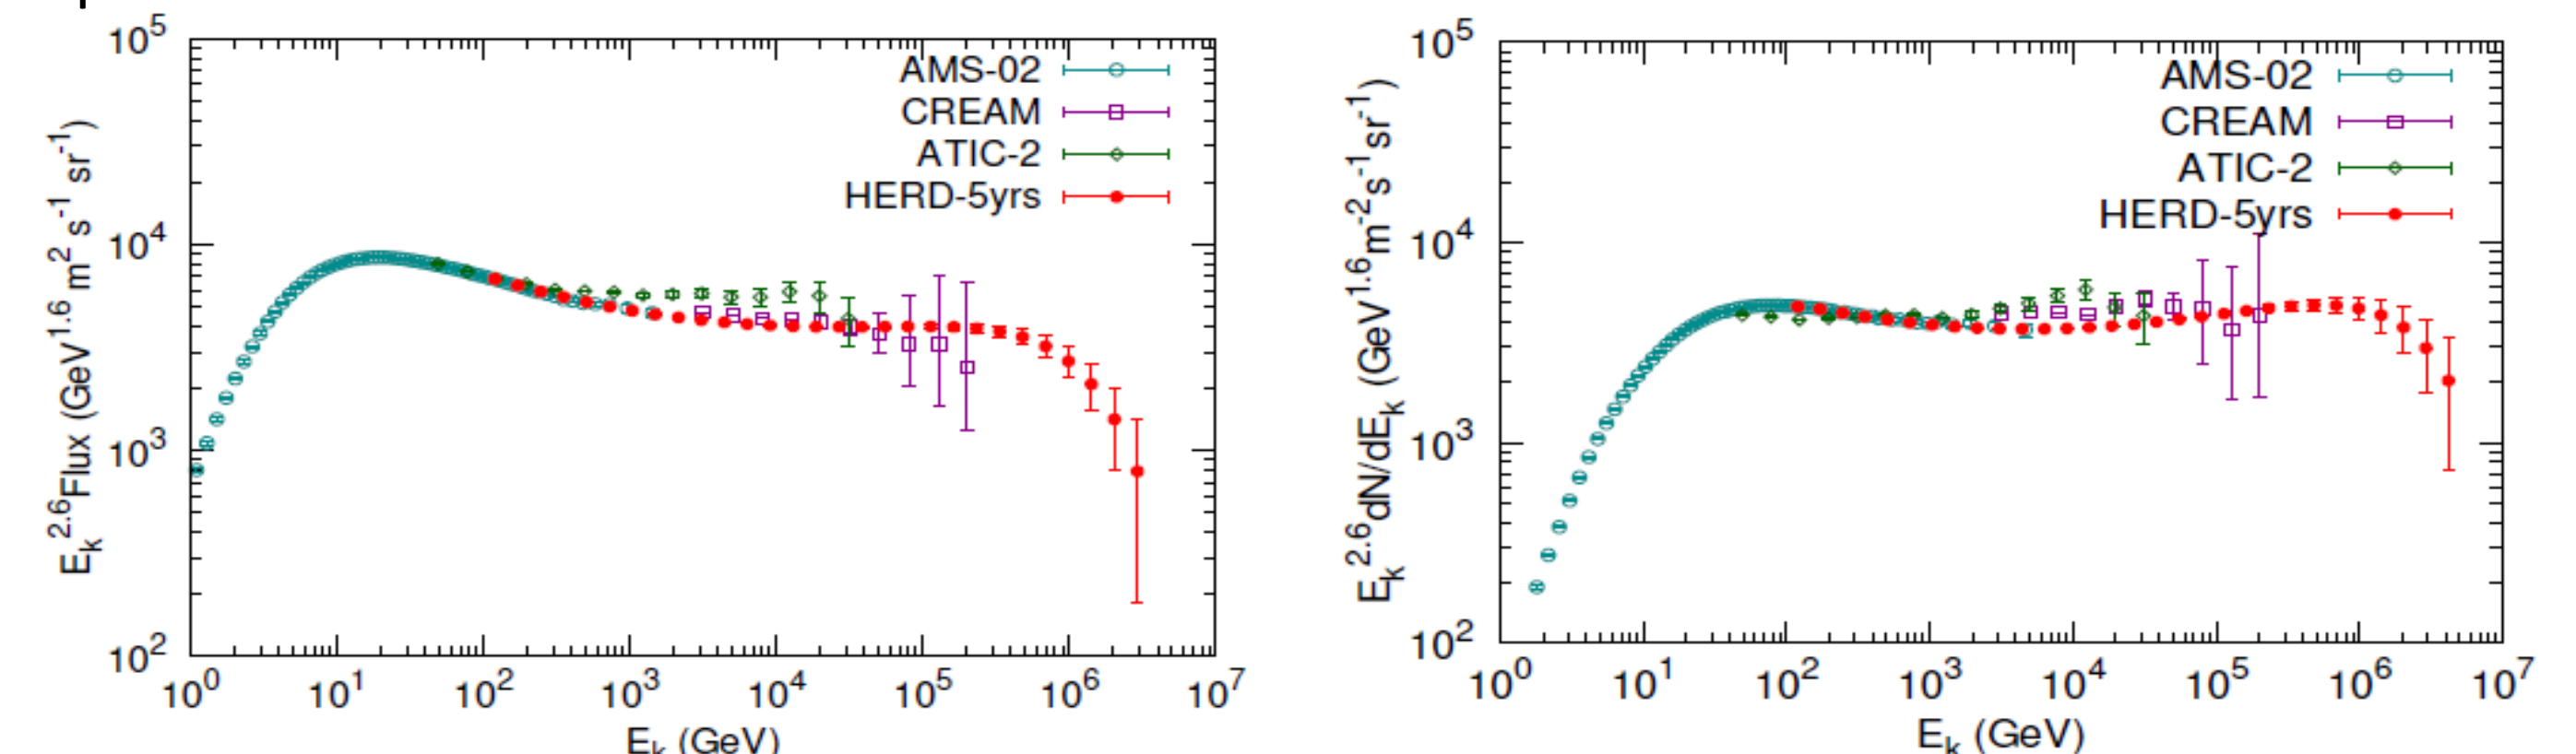 10^5
10^4
10^3
10^2
E_k^2.6 Flux (GeV^1.6 m^2 s^-1 sr^-1)
AMS-02
CREAM
ATIC-2
HERD-5yrs
10^0 10^1 10^2 10^3 10^4 10^5 10^6 10^7
E_k (GeV)
10^5
10^4
10^3
10^2
E_k^2.6 dN/dE_k (GeV^1.6 m^-2 s^-1 sr^-1)
AMS-02
CREAM
ATIC-2
HERD-5yrs
10^0 10^1 10^2 10^3 10^4 10^5 10^6 10^7
E_k (GeV)